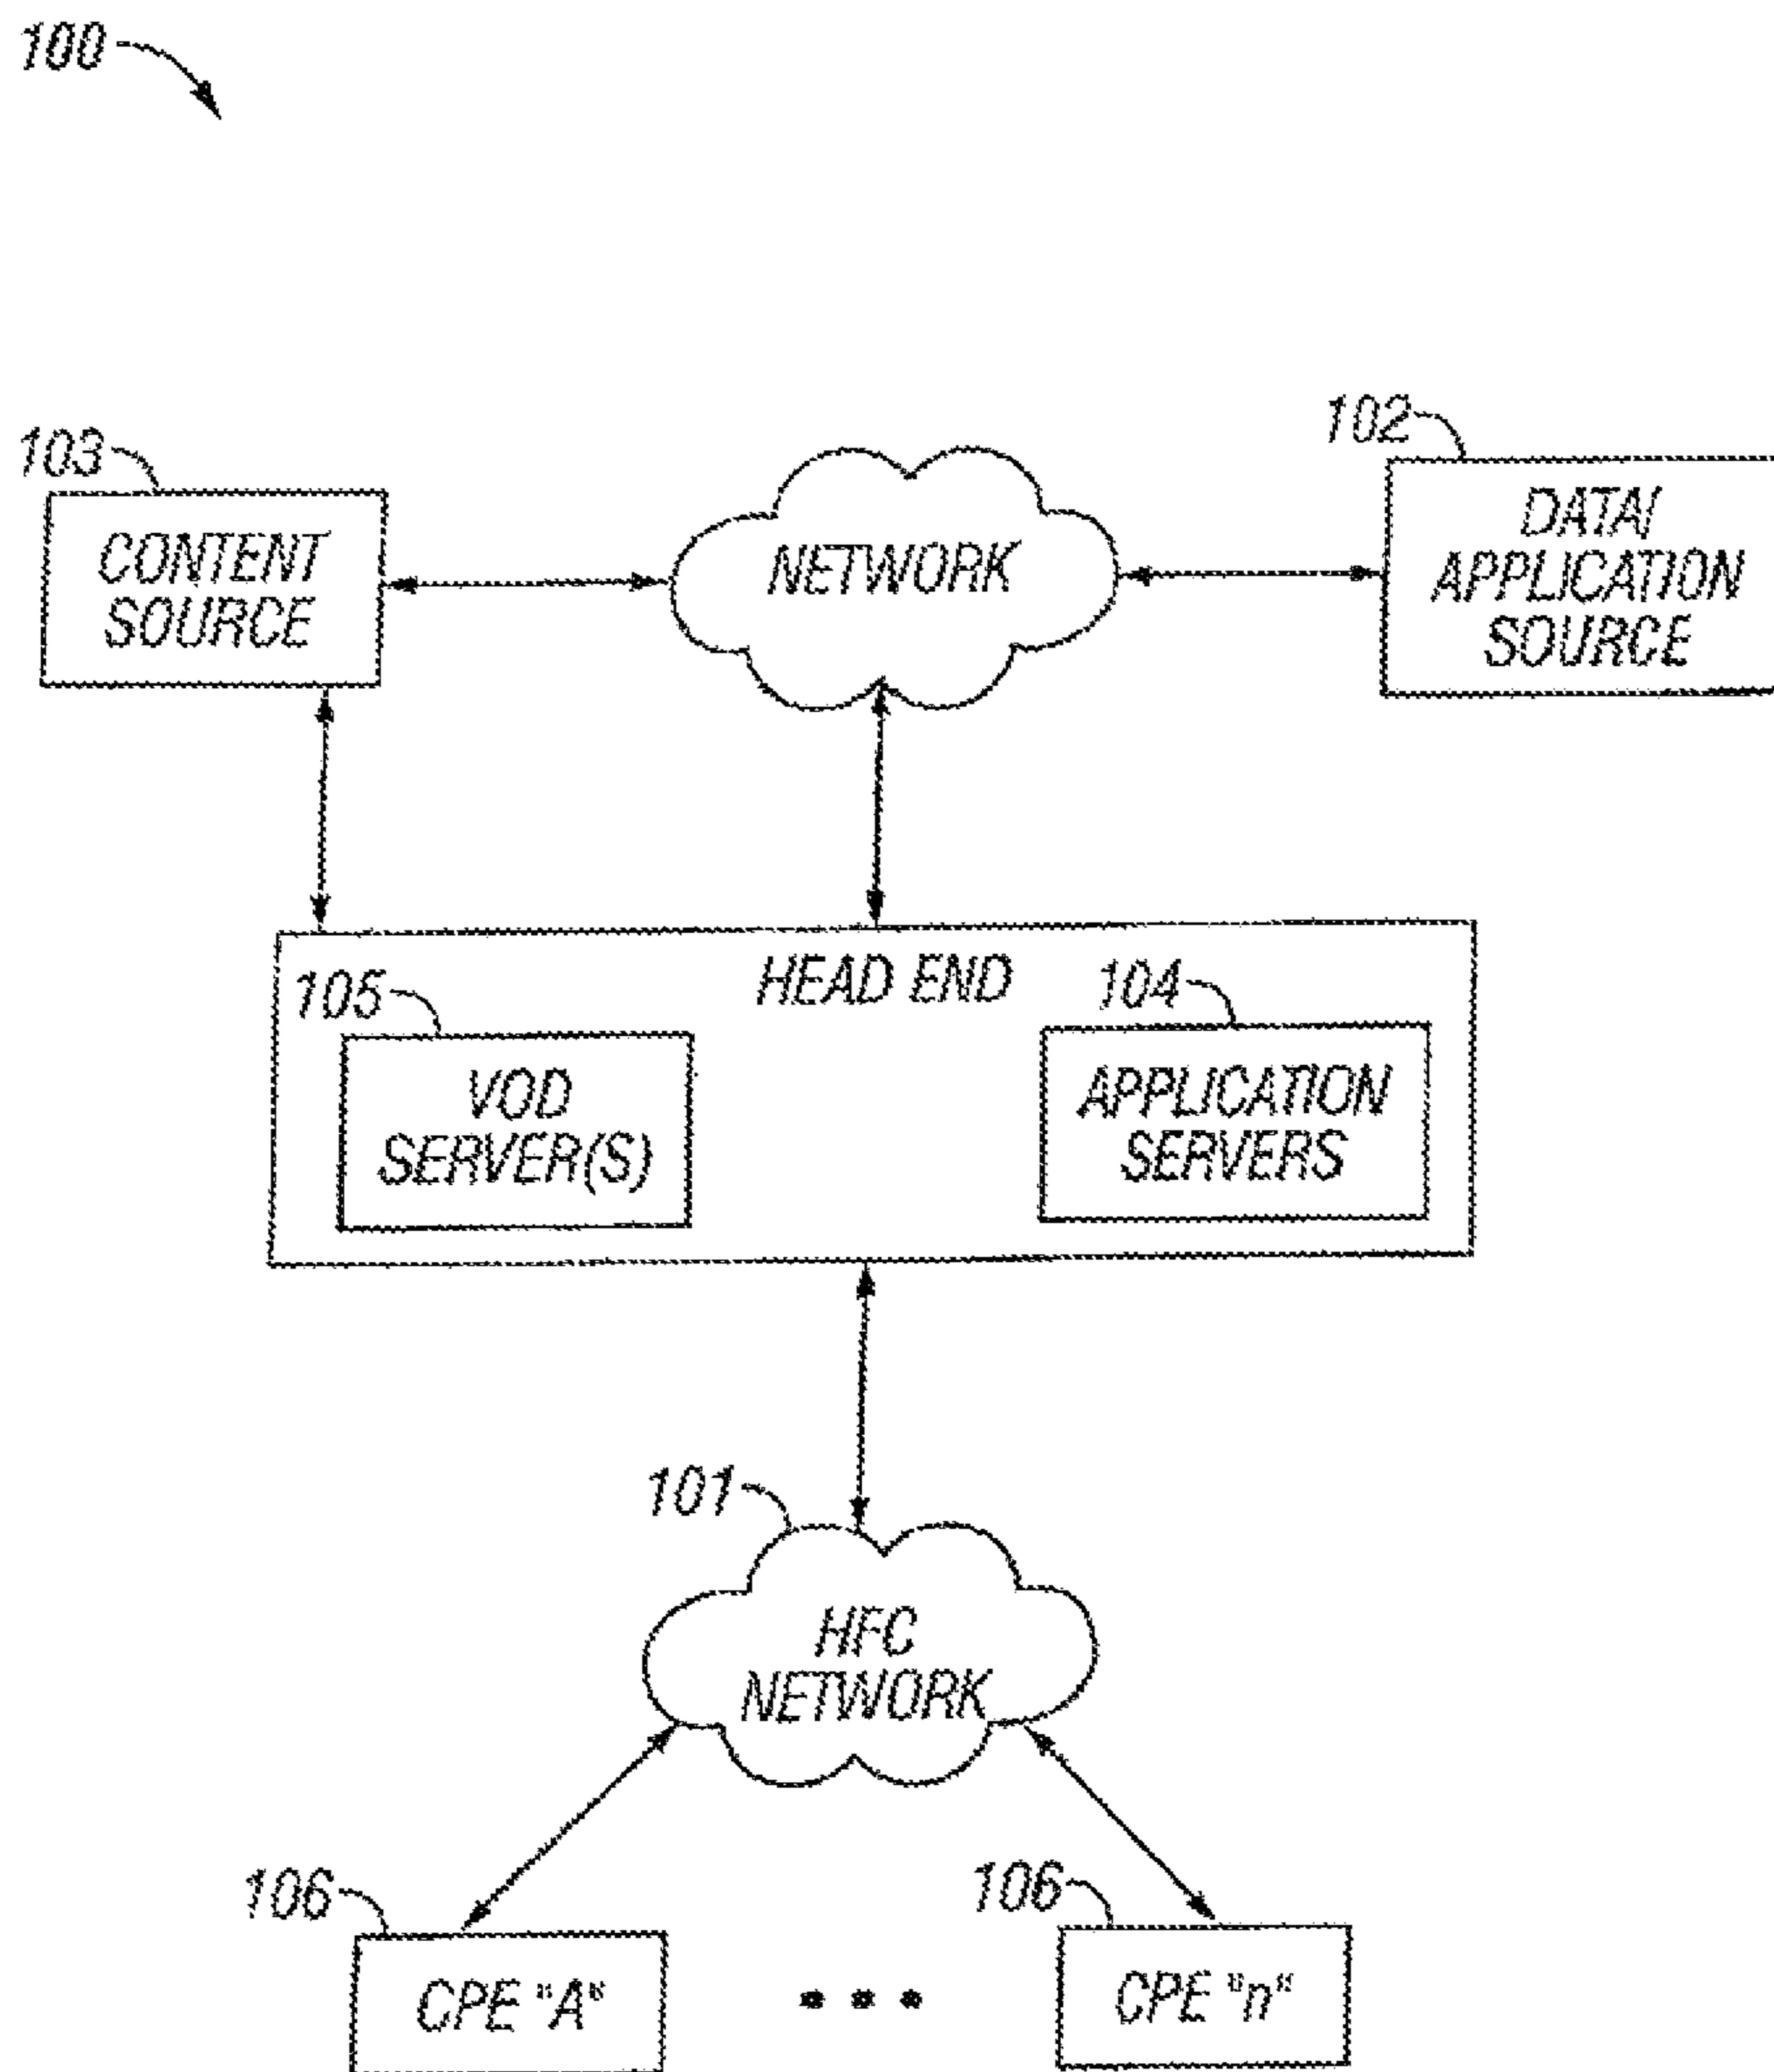 100
103
102
CONTENT
SOURCE
NETWORK
DATA/
APPLICATION
SOURCE
HEAD END
105
104
VOD
SERVER(S)
APPLICATION
SERVERS
101
HFC
NETWORK
106
106
CPE "A"
CPE "n"